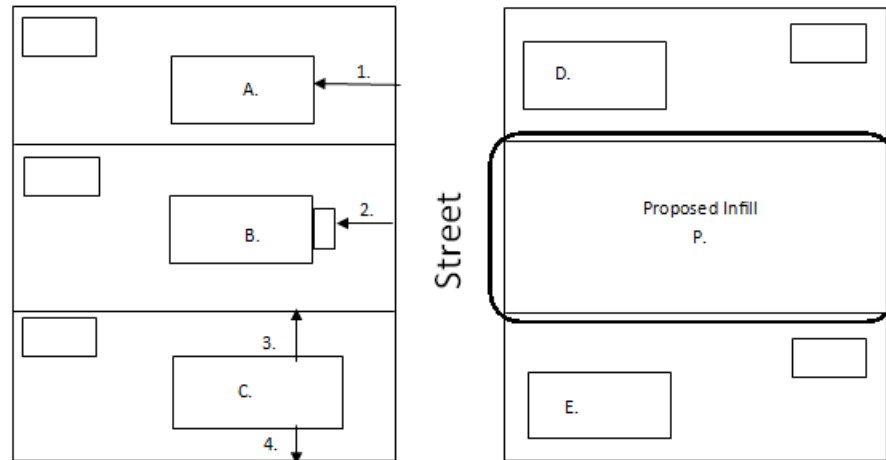 1.
A.
2.
B.
3.
C.
4.
Street
D.
Proposed Infill
P.
E.